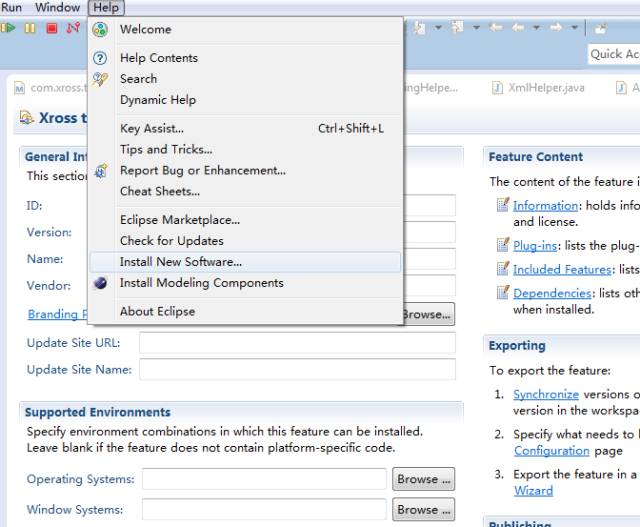 Run Window Help
Welcome
Help Contents
Search
Dynamic Help
Key Assist... Ctrl+Shift+L
Tips and Tricks...
Report Bug or Enhancement...
Cheat Sheets...
Eclipse Marketplace...
Check for Updates
Install New Software...
Install Modeling Components
About Eclipse
Quick Ac
com.xross.t
ngHelpe...
XmlHelper.java
A
Xross t
General In
This section
ID:
Version:
Name:
Vendor:
Branding P
Browse...
Update Site URL:
Update Site Name:
Supported Environments
Specify environment combinations in which this feature can be installed.
Leave blank if the feature does not contain platform-specific code.
Operating Systems: Browse ...
Window Systems: Browse ...
Feature Content
The content of the feature i
Information: holds info
and license.
Plug-ins: lists the plug-
Included Features: lists
Dependencies: lists oth
when installed.
Exporting
To export the feature:
1. Synchronize versions o
version in the workspa
2. Specify what needs to
Configuration page
3. Export the feature in a
Wizard
Publishing